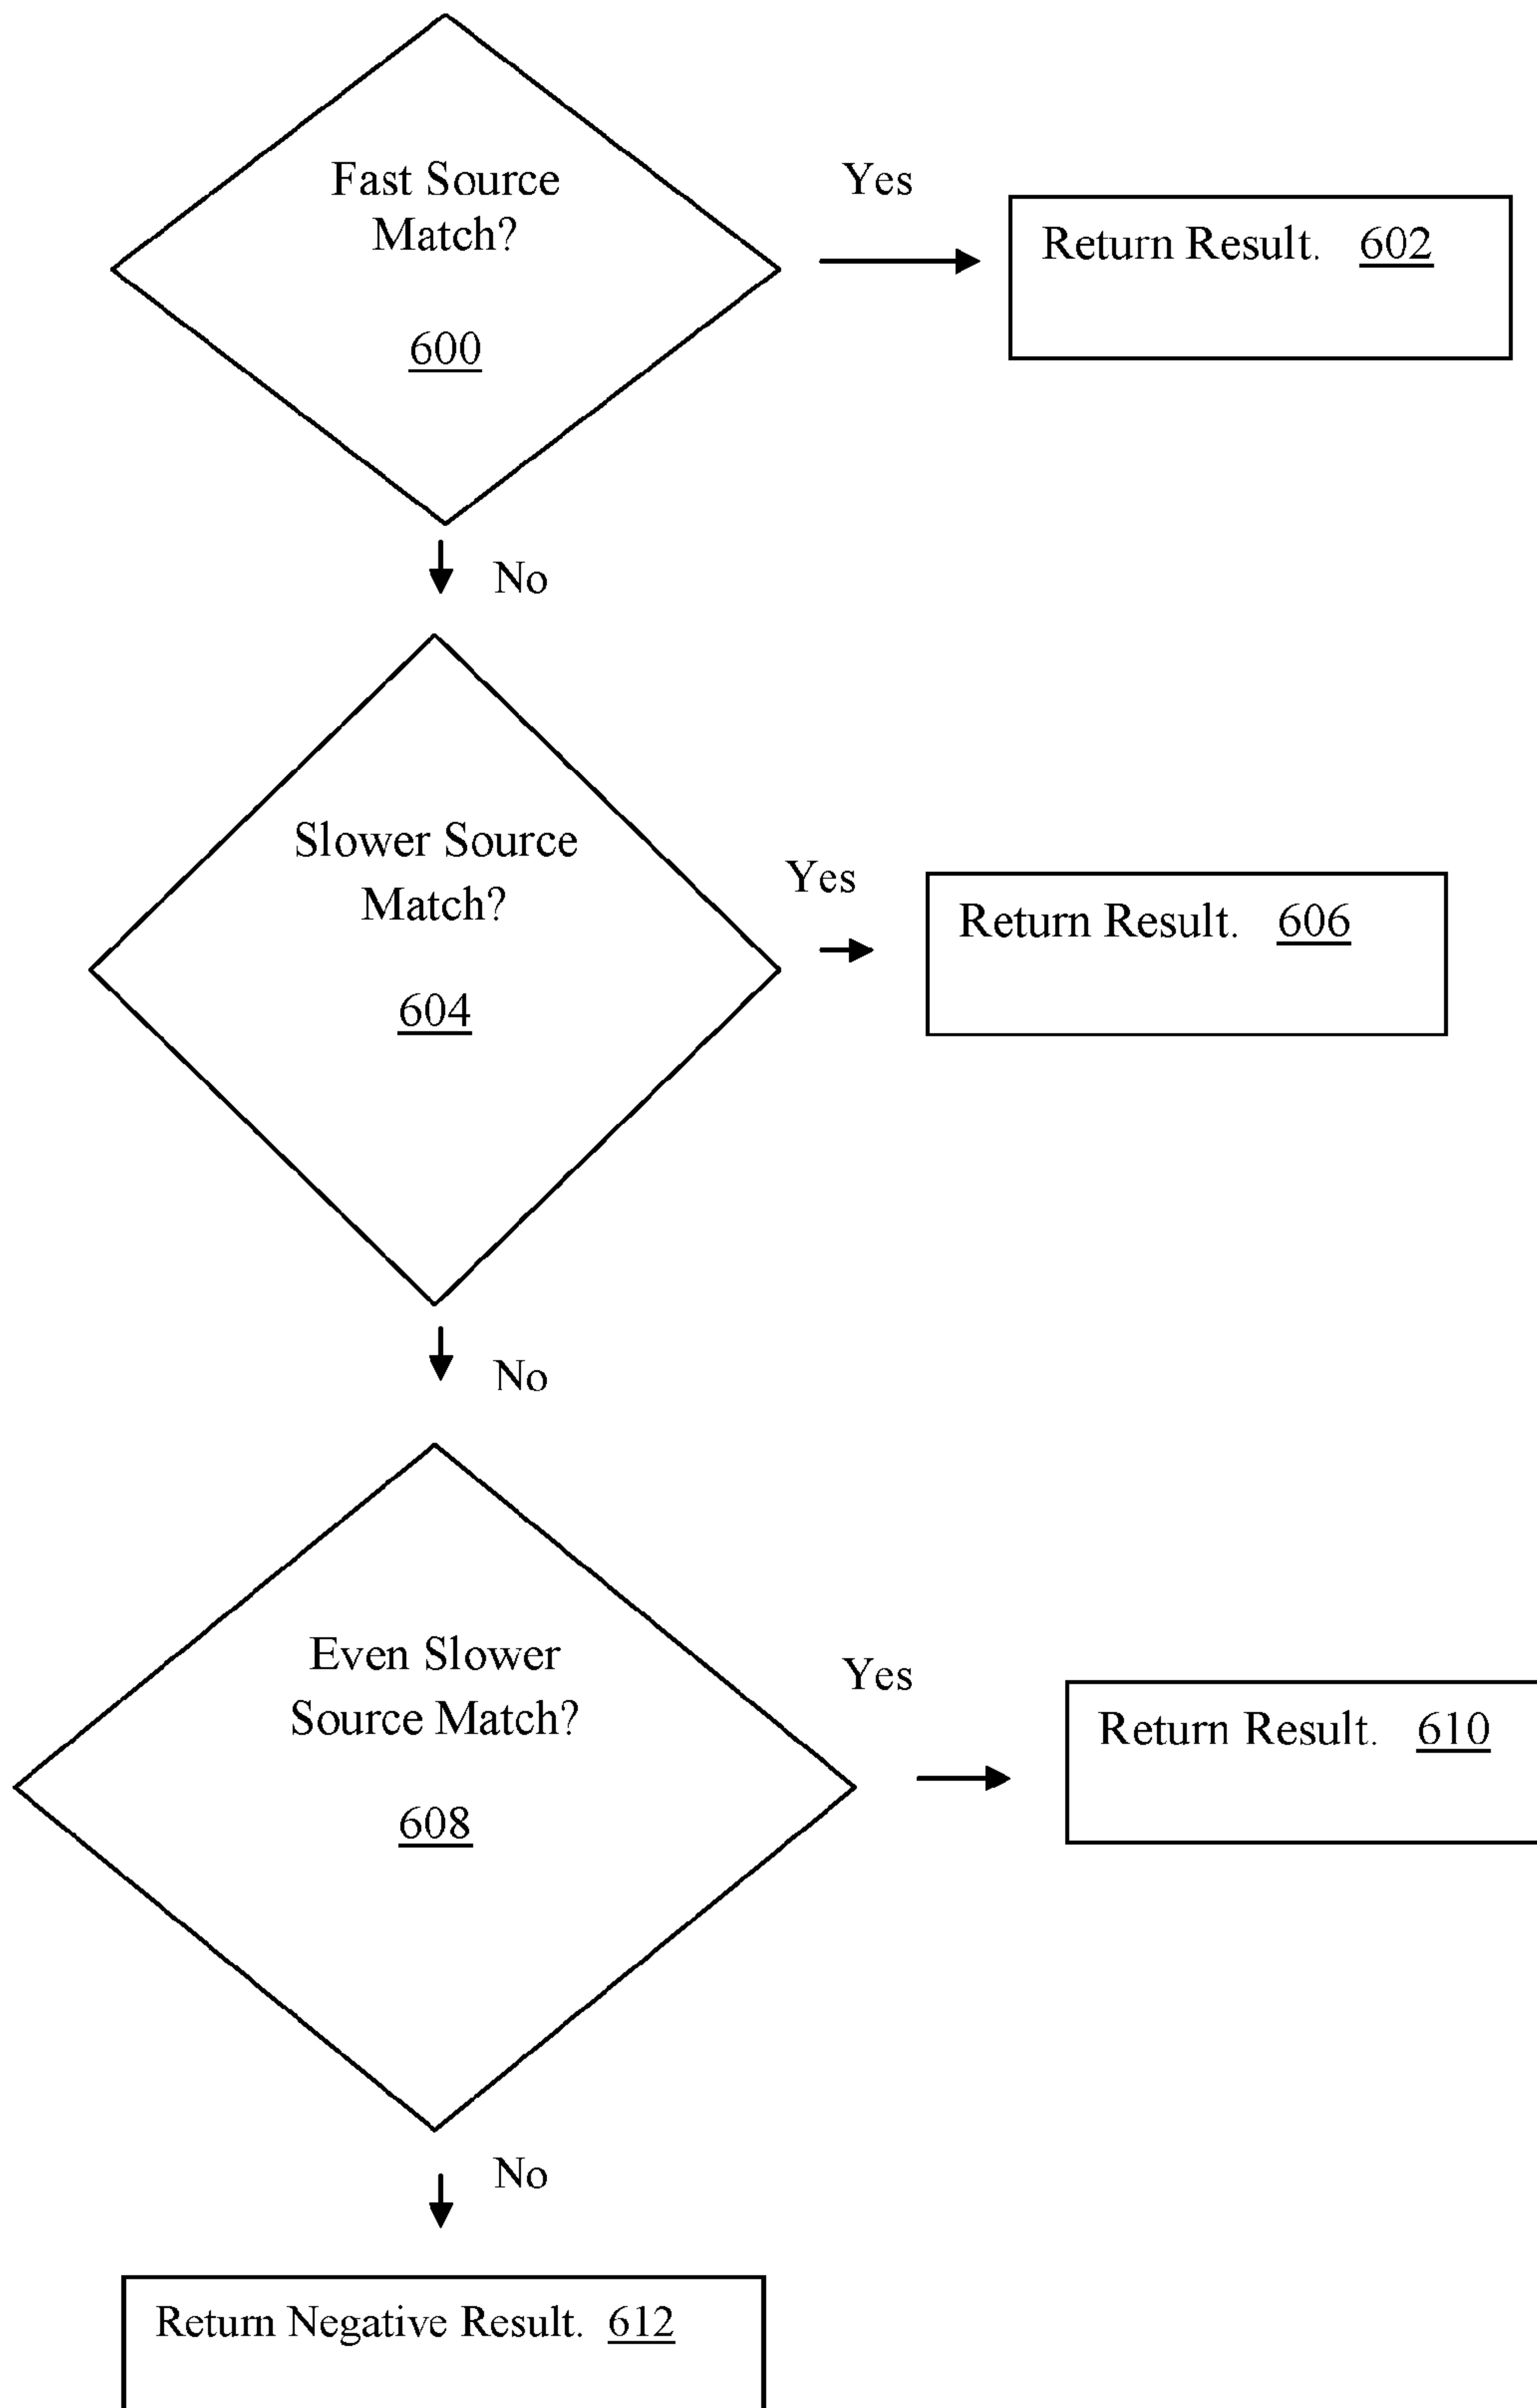 Fast Source
Match?
600
Yes
Return Result. 602
No
Slower Source
Match?
604
Yes
Return Result. 606
No
Even Slower
Source Match?
608
Yes
Return Result. 610
No
Return Negative Result. 612